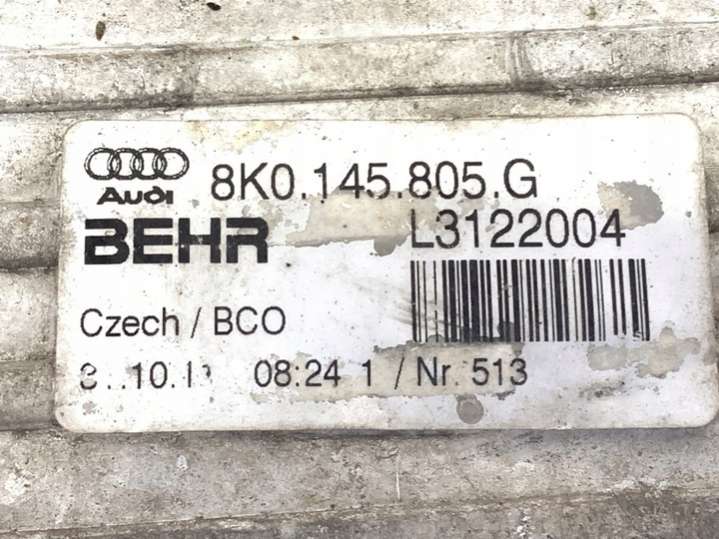 Audi 8K0.145.805.G
BEHR L3122004
Czech / BCO
08:24 1 / Nr. 513